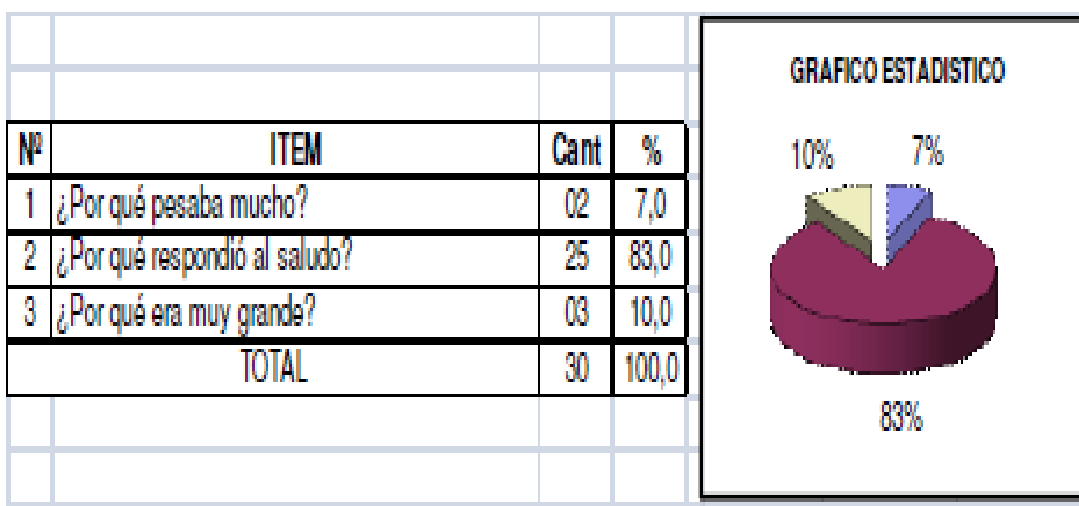 Nº ITEM Cant %
1 ¿Por qué pesaba mucho? 02 7,0
2 ¿Por qué respondió al saludo? 25 83,0
3 ¿Por qué era muy grande? 03 10,0
TOTAL 30 100,0
GRAFICO ESTADISTICO
10% 7%
83%